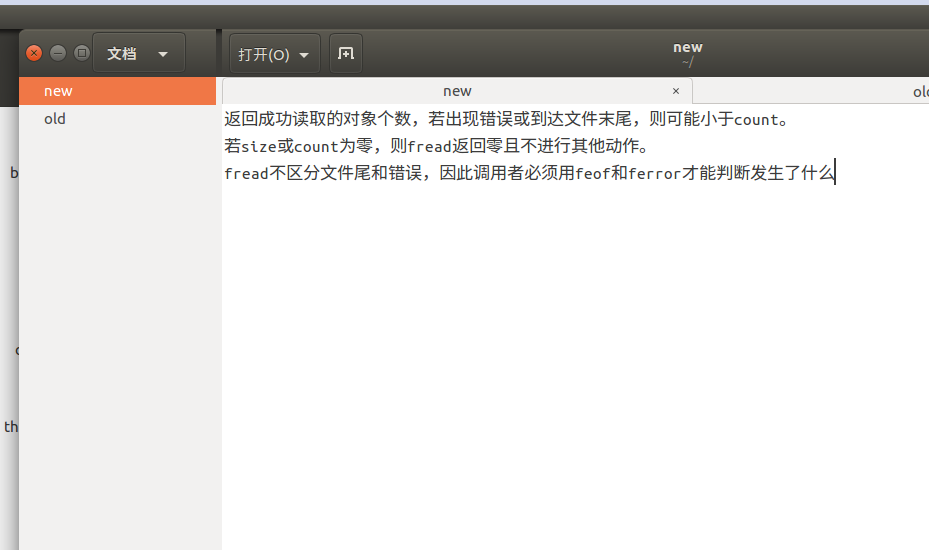 文档
打开(O)
new
~/
new
old
new ×
返回成功读取的对象个数，若出现错误或到达文件末尾，则可能小于count。
若size或count为零，则fread返回零且不进行其他动作。
fread不区分文件尾和错误，因此调用者必须用feof和ferror才能判断发生了什么